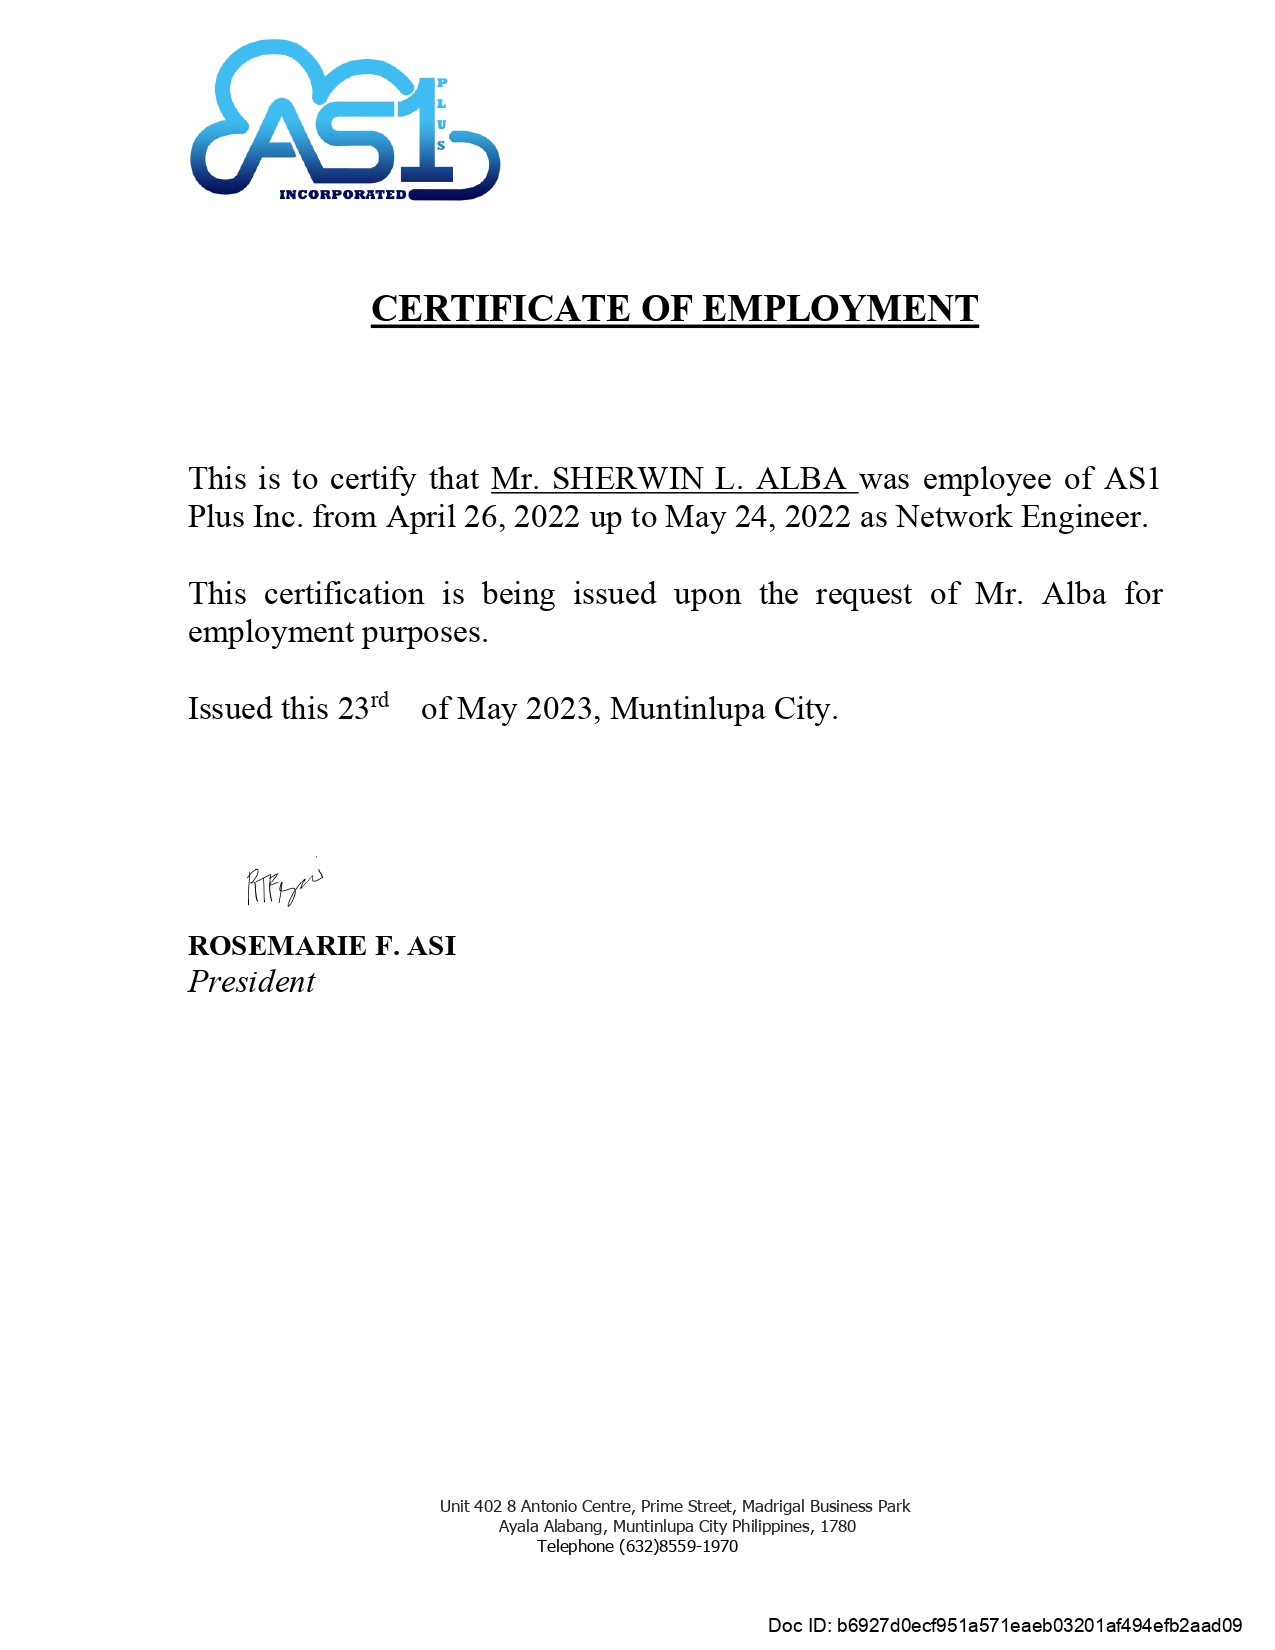 AS1
PLUS
INCORPORATED
CERTIFICATE OF EMPLOYMENT
This is to certify that Mr. SHERWIN L. ALBA was employee of AS1
Plus Inc. from April 26, 2022 up to May 24, 2022 as Network Engineer.
This certification is being issued upon the request of Mr. Alba for
employment purposes.
Issued this 23rd of May 2023, Muntinlupa City.
ROSEMARIE F. ASI
President
Unit 402 8 Antonio Centre, Prime Street, Madrigal Business Park
Ayala Alabang, Muntinlupa City Philippines, 1780
Telephone (632)8559-1970
Doc ID: b6927d0ecf951a571eaeb03201af494efb2aad09